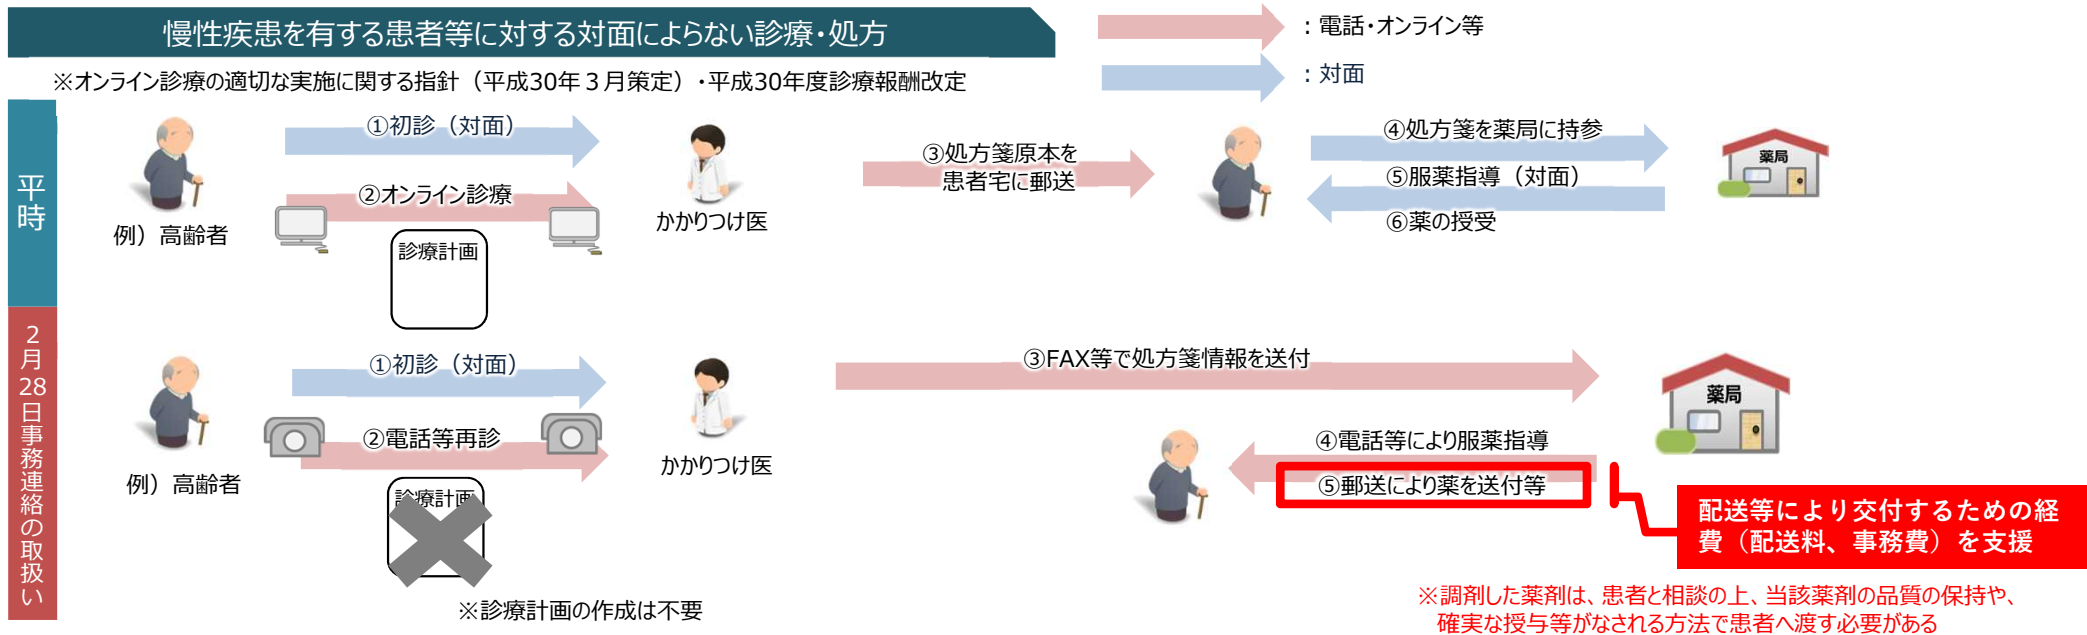 慢性疾患を有する患者等に対する対面によらない診療・処方
：電話・オンライン等
：対面
※オンライン診療の適切な実施に関する指針（平成30年３月策定）・平成30年度診療報酬改定
平時
①初診（対面）
②オンライン診療
診療計画
例）高齢者
かかりつけ医
③処方箋原本を
患者宅に郵送
④処方箋を薬局に持参
⑤服薬指導（対面）
⑥薬の授受
薬局
2月28日事務連絡の取扱い
①初診（対面）
②電話等再診
診療計画
例）高齢者
かかりつけ医
※診療計画の作成は不要
③FAX等で処方箋情報を送付
④電話等により服薬指導
⑤郵送により薬を送付等
薬局
配送等により交付するための経
費（配送料、事務費）を支援
※調剤した薬剤は、患者と相談の上、当該薬剤の品質の保持や、
確実な授与等がなされる方法で患者へ渡す必要がある